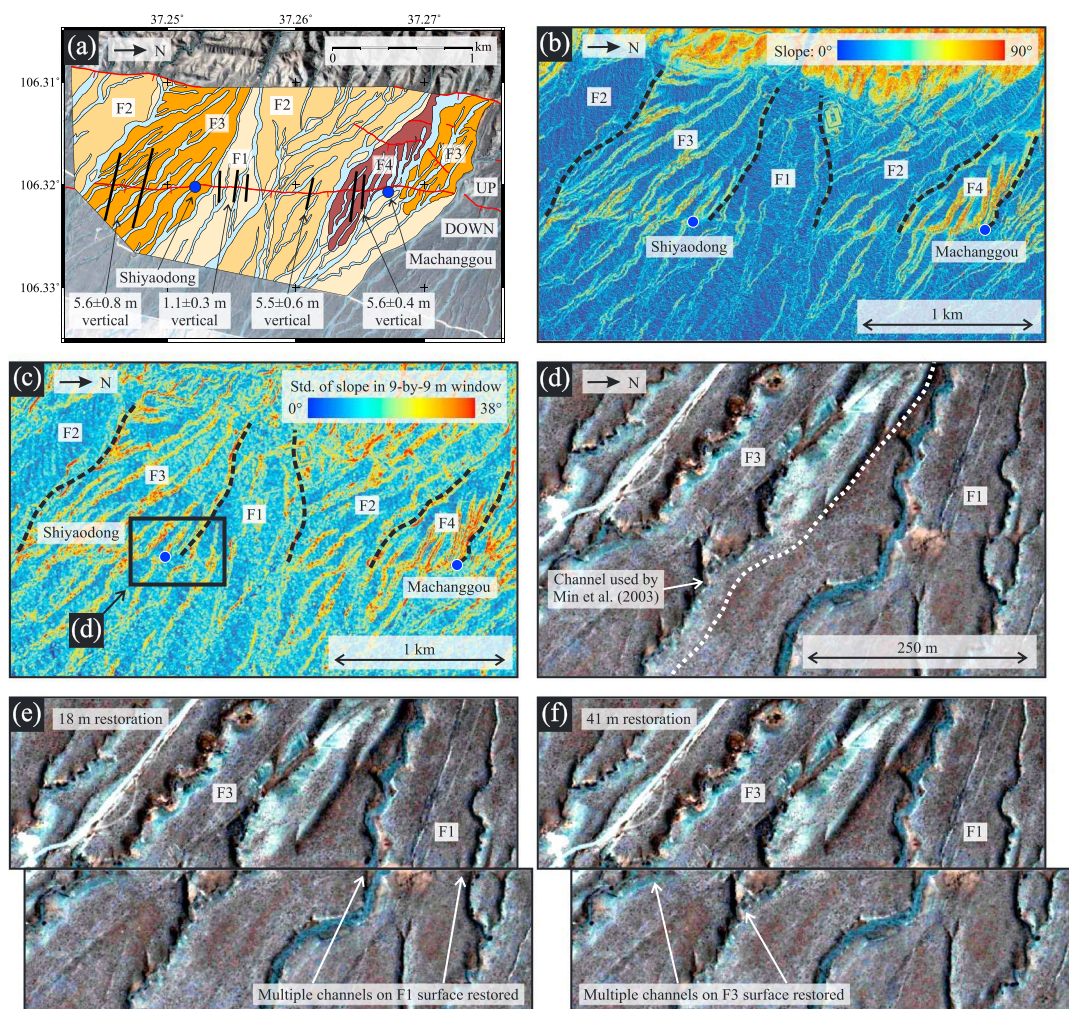 37.25° 37.26° 37.27°
(a)
N
km
0 1
106.31°
F2
F2
F3
F1
F4
F3
106.32°
UP
DOWN
Shiyaodong
Machanggou
106.33°
5.6±0.8 m
vertical
1.1±0.3 m
vertical
5.5±0.6 m
vertical
5.6±0.4 m
vertical
(b)
N
Slope: 0° 90°
F2
F3
F1
F2
F4
Shiyaodong
Machanggou
1 km
(c)
N
Std. of slope in 9-by-9 m window
0° 38°
F2
F3
F1
F2
F4
Shiyaodong
Machanggou
(d)
1 km
(d)
N
F3
F1
Channel used by
Min et al. (2003)
250 m
(e)
18 m restoration
F3
F1
Multiple channels on F1 surface restored
(f)
41 m restoration
F3
F1
Multiple channels on F3 surface restored